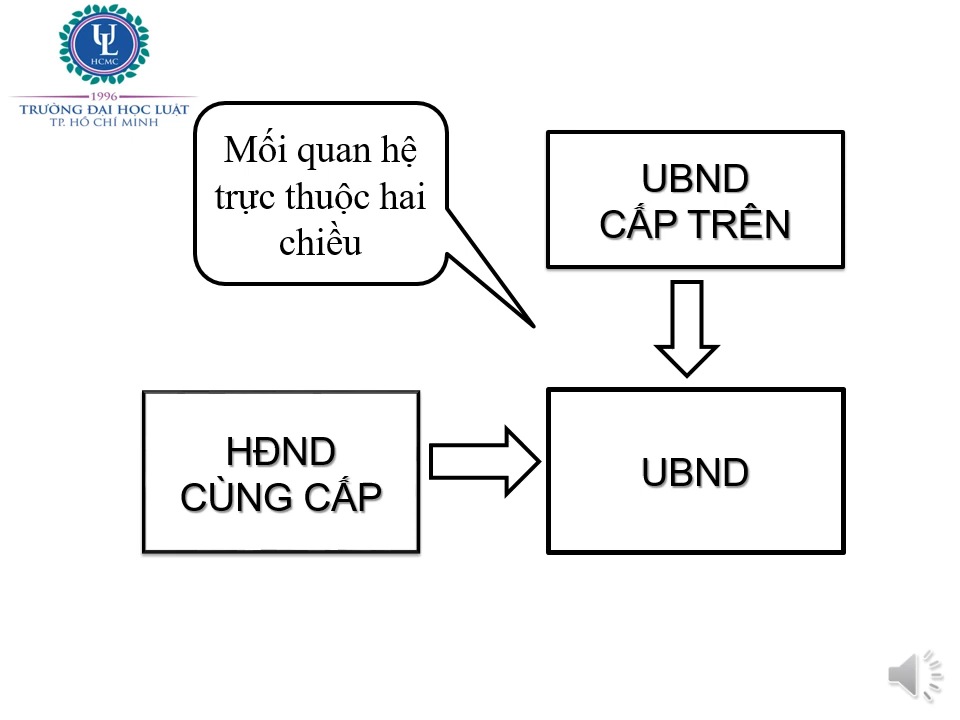 UL
HCMC
1996
TRƯỜNG ĐẠI HỌC LUẬT
TP. HỒ CHÍ MINH
Mối quan hệ
trực thuộc hai
chiều
UBND
CẤP TRÊN
HĐND
CÙNG CẤP
UBND